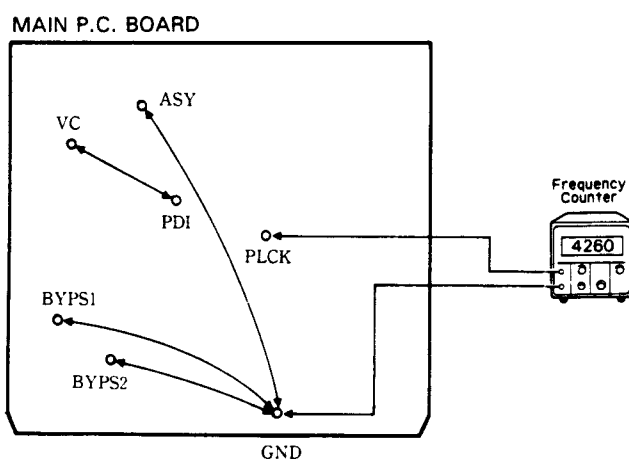 MAIN P.C. BOARD
ASY
VC
PDI
PLCK
Frequency
Counter
4260
BYPS1
BYPS2
GND